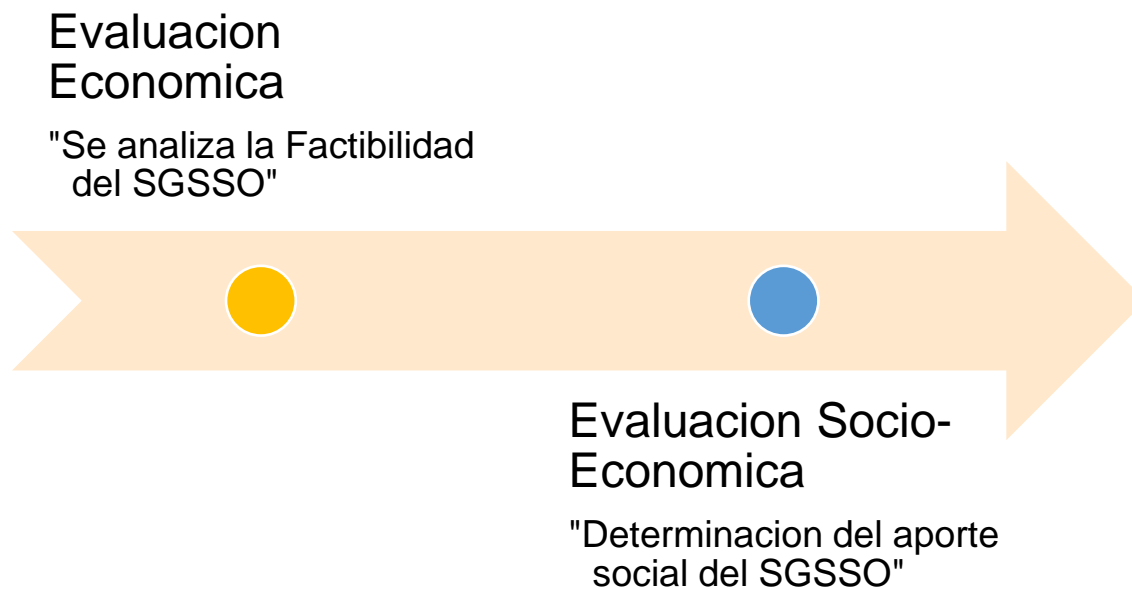 Evaluacion
Economica
"Se analiza la Factibilidad
del SGSSO"
Evaluacion Socio-
Economica
"Determinacion del aporte
social del SGSSO"